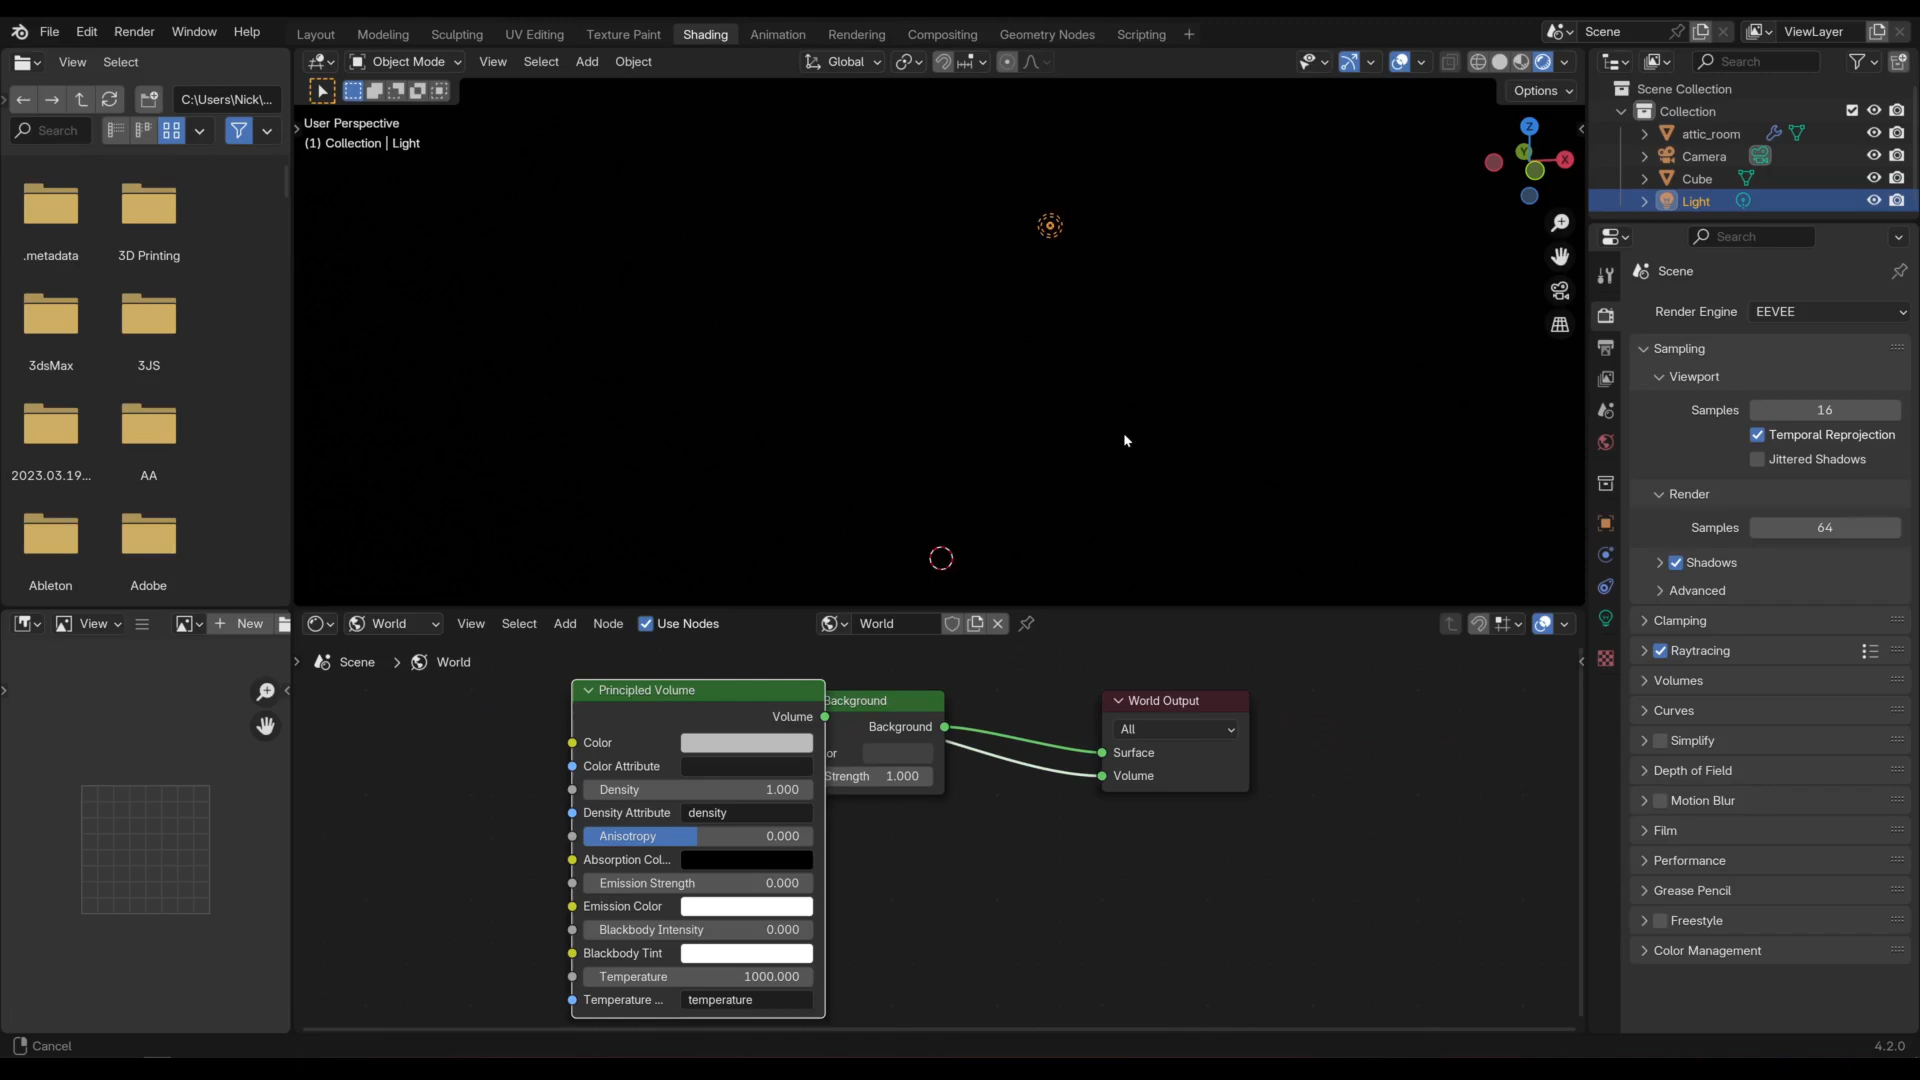 File Edit Render Window Help
Layout Modeling Sculpting UV Editing Texture Paint Shading Animation Rendering Compositing Geometry Nodes Scripting +
Scene
ViewLayer
View Select
Object Mode View Select Add Object
Global
Search
C:\Users\Nick\...
Options
Scene Collection
Collection
attic_room
Camera
Cube
Light
Search
User Perspective
(1) Collection | Light
Z
Y
X
.metadata
3D Printing
3dsMax
3JS
2023.03.19...
AA
Ableton
Adobe
Search
Scene
Render Engine EEVEE
Sampling
Viewport
Samples 16
Temporal Reprojection
Jittered Shadows
Render
Samples 64
Shadows
Advanced
Clamping
Raytracing
Volumes
Curves
Simplify
Depth of Field
Motion Blur
Film
Performance
Grease Pencil
Freestyle
Color Management
View
New
World View Select Add Node Use Nodes
World
Scene > World
Principled Volume
Volume
Color
Color Attribute
Density 1.000
Density Attribute density
Anisotropy 0.000
Absorption Col...
Emission Strength 0.000
Emission Color
Blackbody Intensity 0.000
Blackbody Tint
Temperature 1000.000
Temperature ... temperature
Background
Background
or
Strength 1.000
World Output
All
Surface
Volume
Cancel
4.2.0